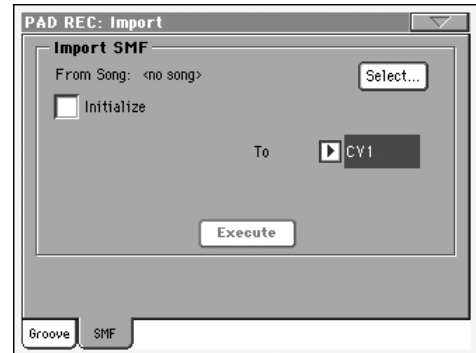 PAD REC: Import
Import SMF
From Song: <no song>
Select...
Initialize
To CV1
Execute
Groove SMF